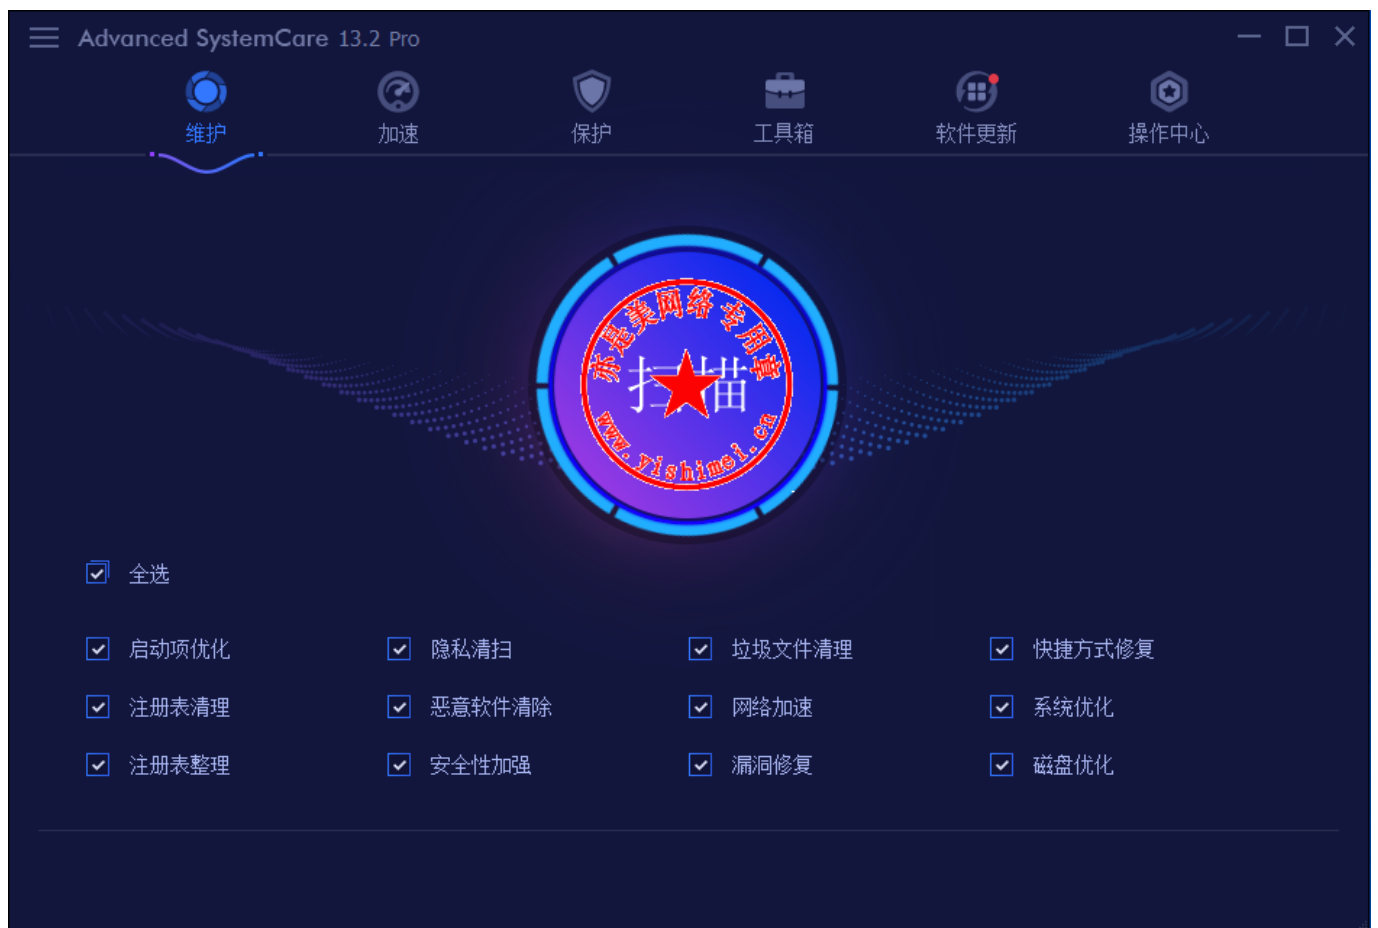 Advanced SystemCare 13.2 Pro
维护 加速 保护 工具箱 软件更新 操作中心
亦是美网络专用章
扫描
www.yishimei.cn
全选
启动项优化 隐私清扫 垃圾文件清理 快捷方式修复
注册表清理 恶意软件清除 网络加速 系统优化
注册表整理 安全性加强 漏洞修复 磁盘优化